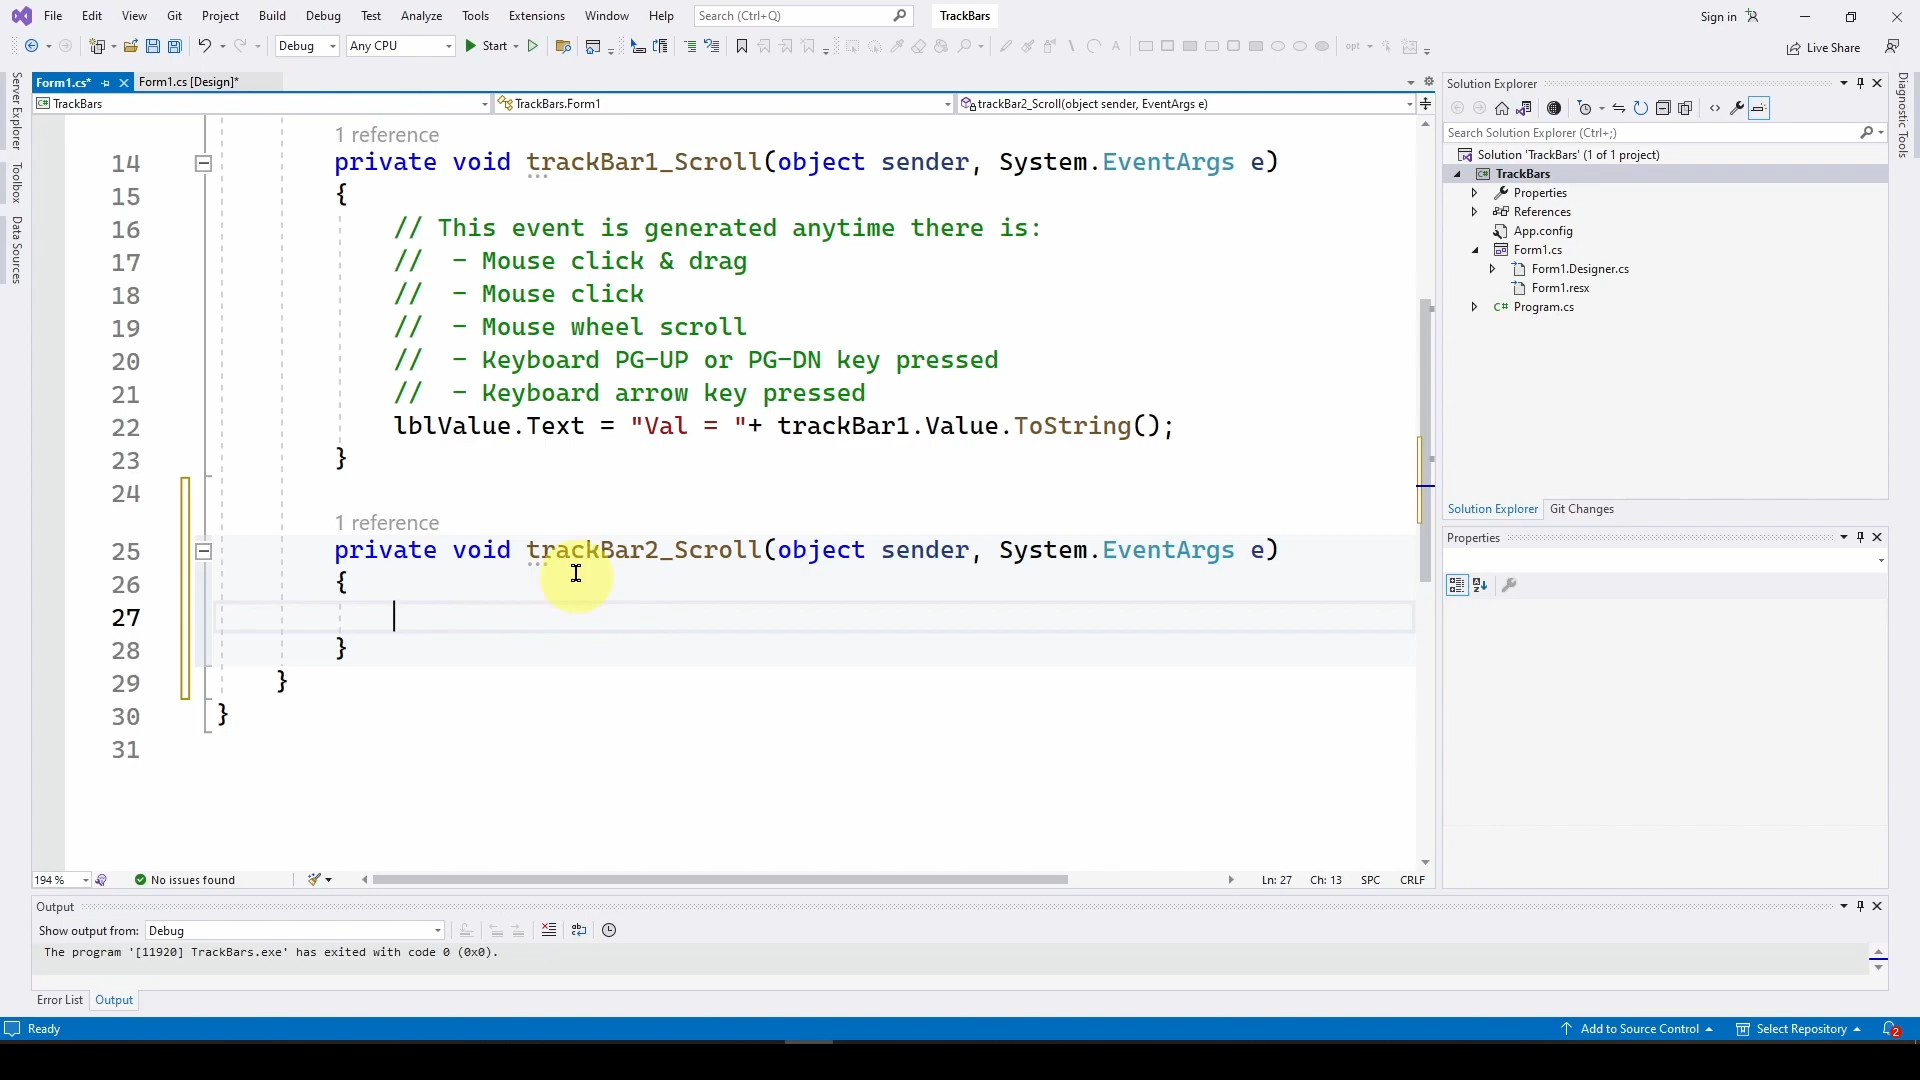 File Edit View Git Project Build Debug Test Analyze Tools Extensions Window Help Search (Ctrl+Q) TrackBars Sign in
Debug Any CPU Start opt Live Share
Server Explorer
Toolbox
Data Sources
Form1.cs* Form1.cs [Design]*
C# TrackBars TrackBars.Form1 trackBar2_Scroll(object sender, EventArgs e)
1 reference
14 private void trackBar1_Scroll(object sender, System.EventArgs e)
15 {
16 // This event is generated anytime there is:
17 //  - Mouse click & drag
18 //  - Mouse click
19 //  - Mouse wheel scroll
20 //  - Keyboard PG-UP or PG-DN key pressed
21 //  - Keyboard arrow key pressed
22 lblValue.Text = "Val = "+ trackBar1.Value.ToString();
23 }
24
1 reference
25 private void trackBar2_Scroll(object sender, System.EventArgs e)
26 {
27
28 }
29 }
30 }
31
194 % No issues found Ln: 27 Ch: 13 SPC CRLF
Solution Explorer
Search Solution Explorer (Ctrl+;)
Solution 'TrackBars' (1 of 1 project)
C# TrackBars
Properties
References
App.config
Form1.cs
Form1.Designer.cs
Form1.resx
C# Program.cs
Solution Explorer Git Changes
Properties
Diagnostic Tools
Output
Show output from: Debug
The program '[11920] TrackBars.exe' has exited with code 0 (0x0).
Error List Output
Ready Add to Source Control Select Repository 2